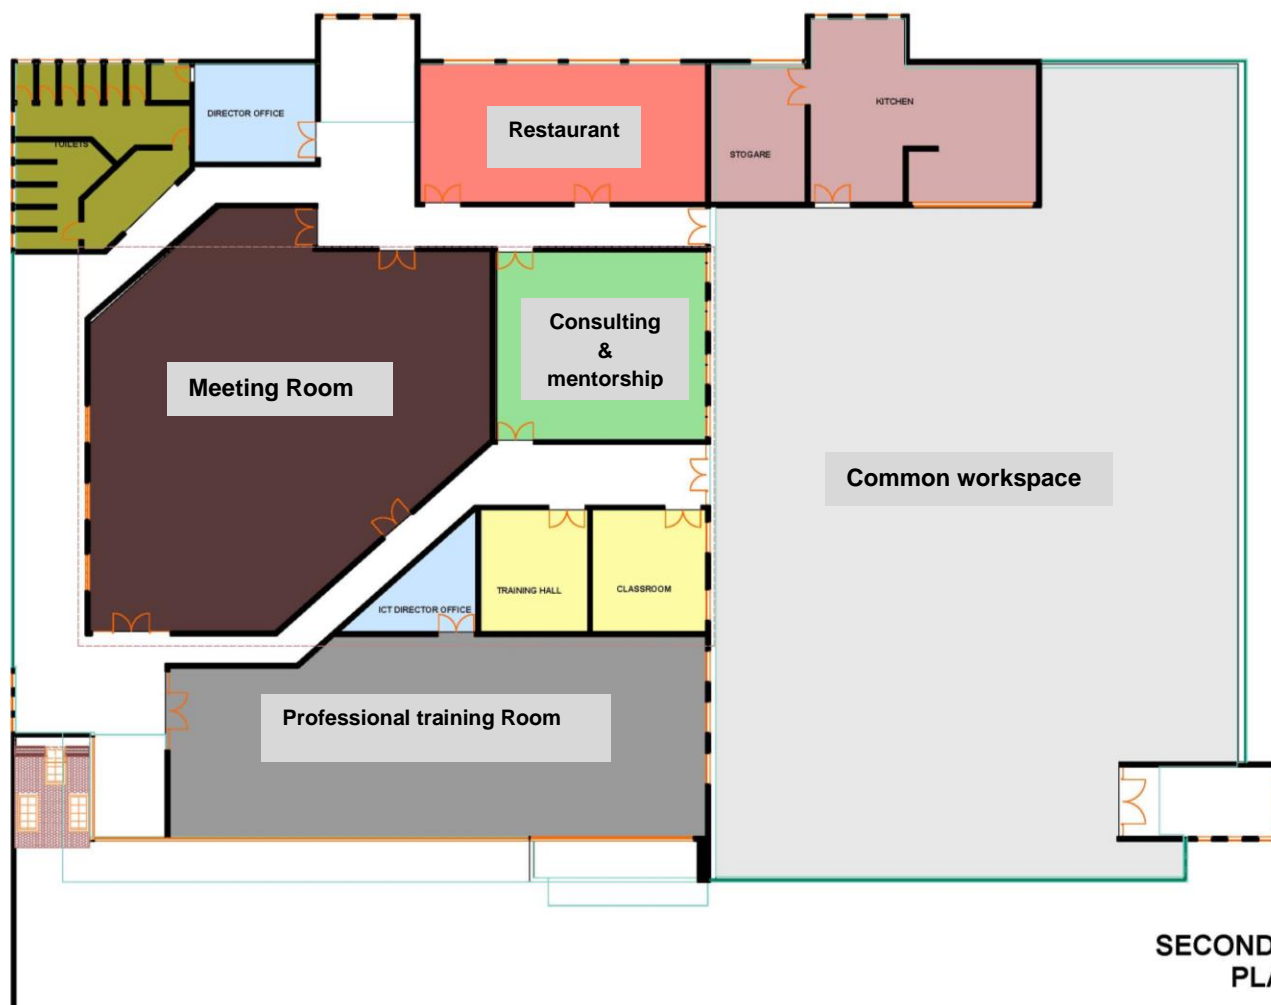 DIRECTOR OFFICE
Restaurant
KITCHEN
TOILETS
STOGARE
Consulting
&
mentorship
Meeting Room
Common workspace
TRAINING HALL
CLASSROOM
ICT DIRECTOR OFFICE
Professional training Room
SECOND